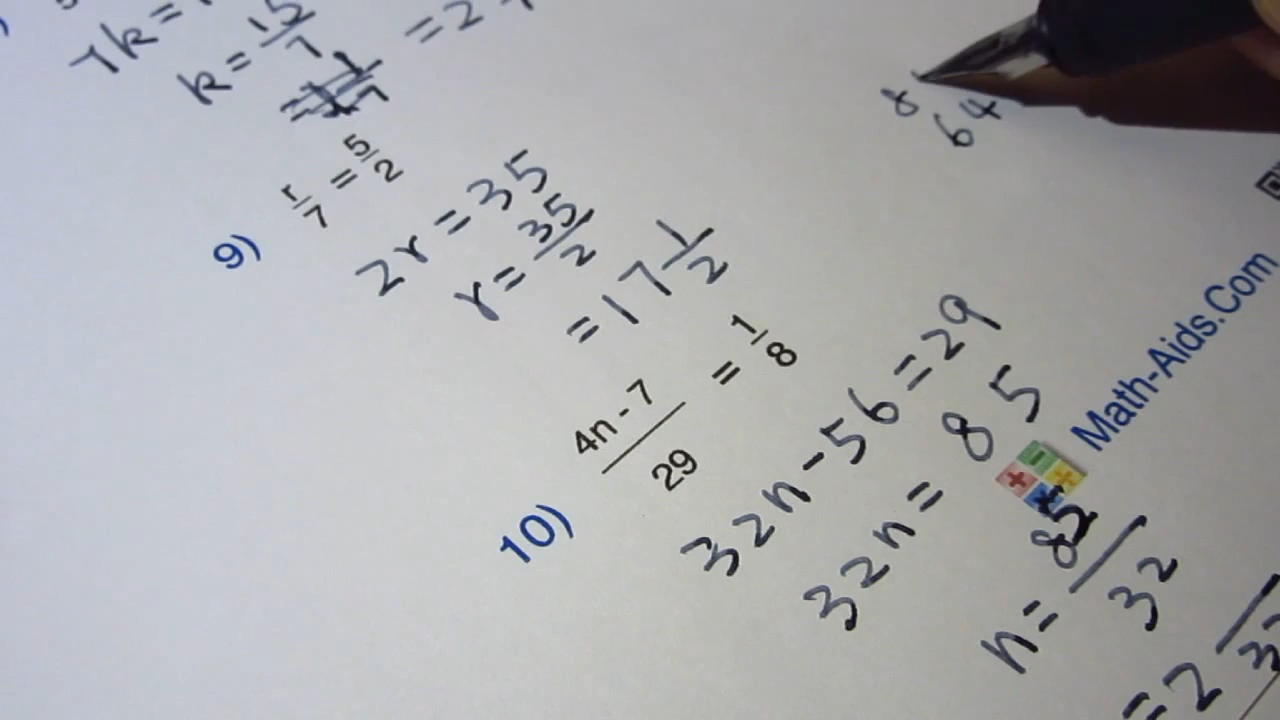 7k=
k=15/7
=2
9) r/7 = 5/2
2r=35
r=35/2
=17 1/2
10) 4n-7/29 = 1/8
32n-56=29
32n=85
n=85/32
=2
8
64
Math-Aids.Com